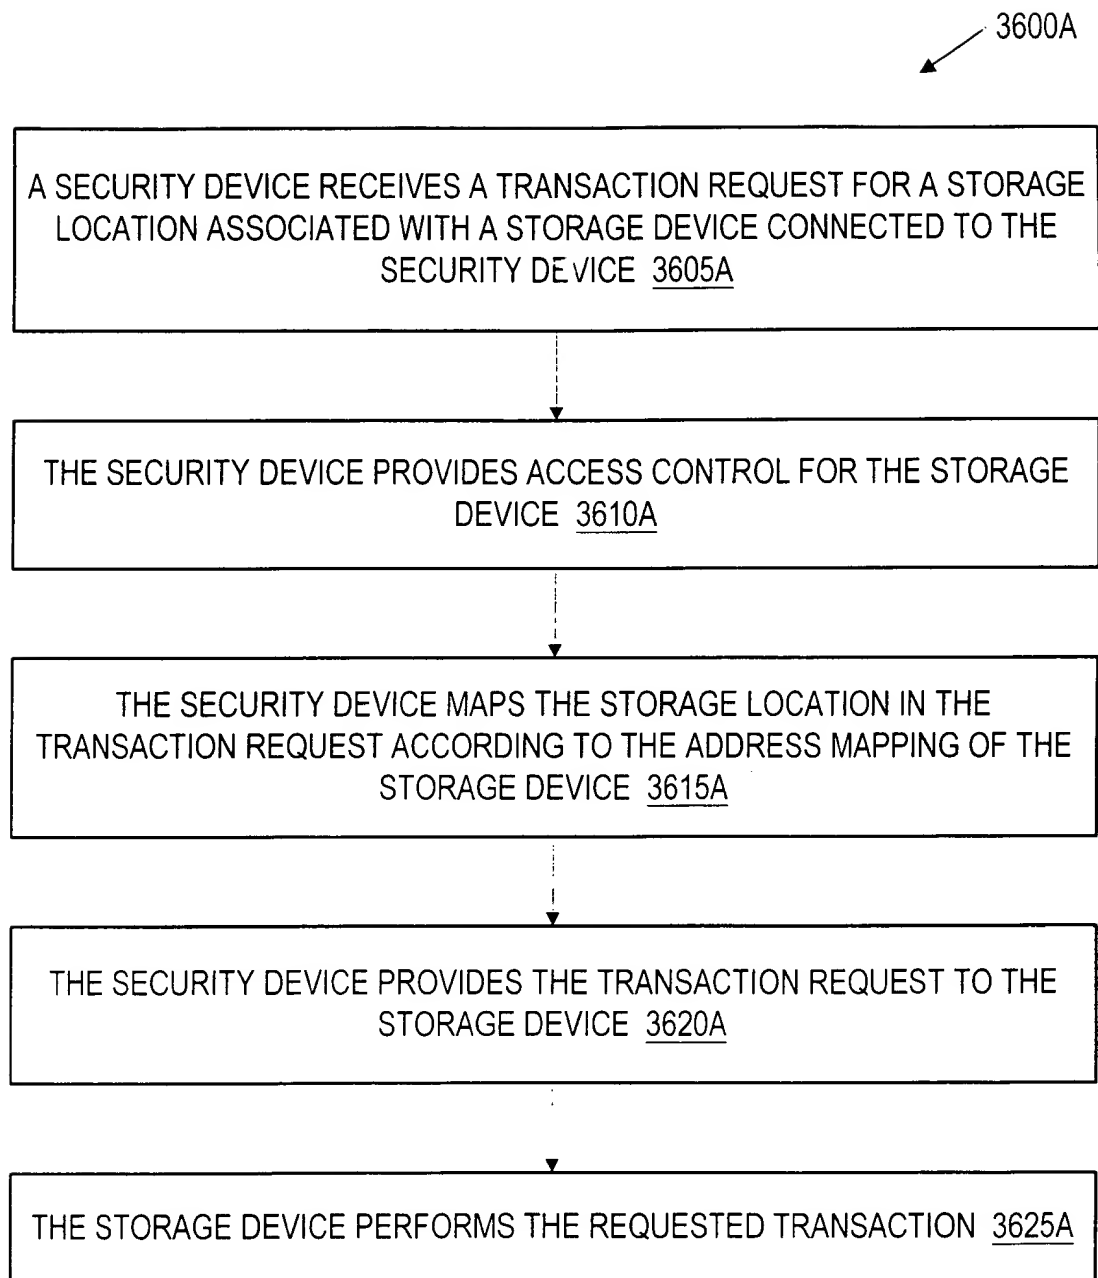 3600A
A SECURITY DEVICE RECEIVES A TRANSACTION REQUEST FOR A STORAGE
LOCATION ASSOCIATED WITH A STORAGE DEVICE CONNECTED TO THE
SECURITY DEVICE 3605A
THE SECURITY DEVICE PROVIDES ACCESS CONTROL FOR THE STORAGE
DEVICE 3610A
THE SECURITY DEVICE MAPS THE STORAGE LOCATION IN THE
TRANSACTION REQUEST ACCORDING TO THE ADDRESS MAPPING OF THE
STORAGE DEVICE 3615A
THE SECURITY DEVICE PROVIDES THE TRANSACTION REQUEST TO THE
STORAGE DEVICE 3620A
THE STORAGE DEVICE PERFORMS THE REQUESTED TRANSACTION 3625A